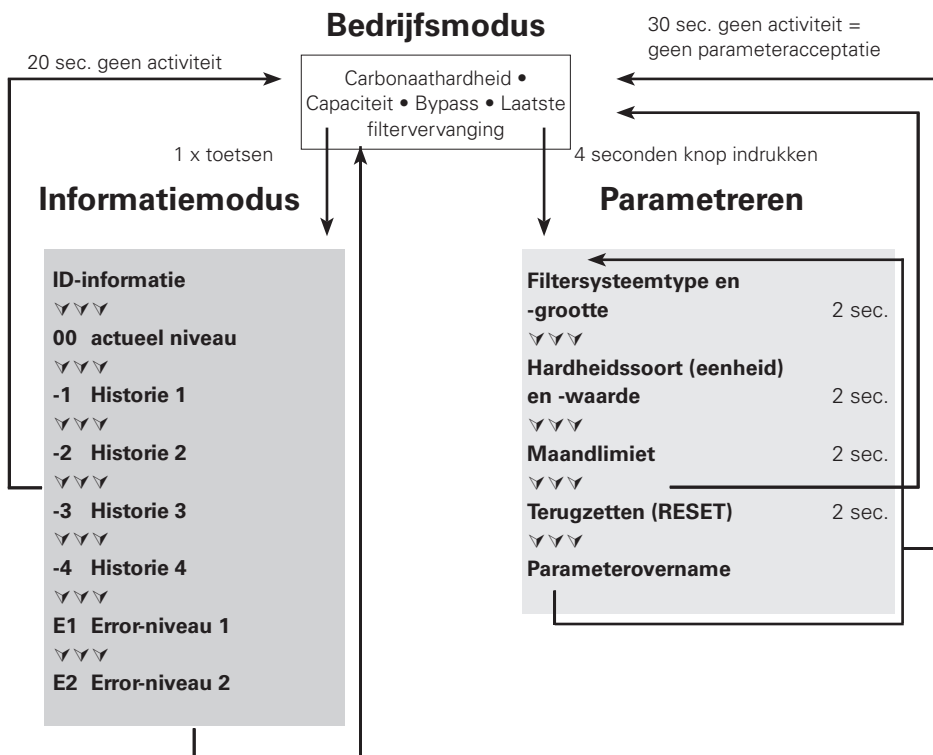 Bedrijfsmodus
30 sec. geen activiteit =
geen parameteracceptatie
20 sec. geen activiteit
Carbonaathardheid •
Capaciteit • Bypass • Laatste
filtervervanging
1 x toetsen
4 seconden knop indrukken
Informatiemodus
Parametreren
ID-informatie
00 actueel niveau
-1 Historie 1
-2 Historie 2
-3 Historie 3
-4 Historie 4
E1 Error-niveau 1
E2 Error-niveau 2
Filtersysteemtype en
-grootte 2 sec.
Hardheidssoort (eenheid)
en -waarde 2 sec.
Maandlimiet 2 sec.
Terugzetten (RESET) 2 sec.
Parameterovername